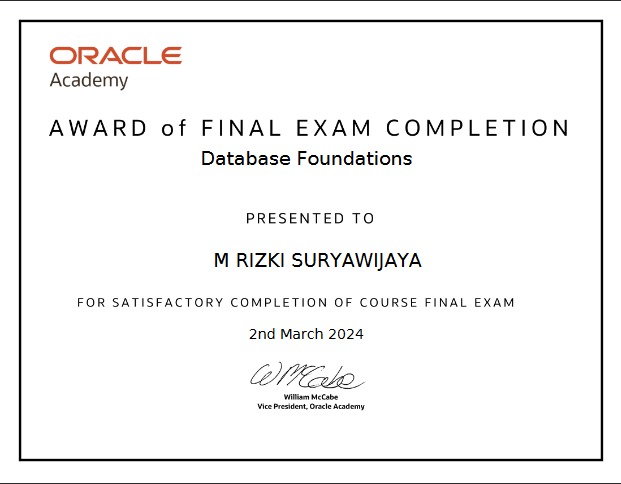 ORACLE
Academy
AWARD of FINAL EXAM COMPLETION
Database Foundations
PRESENTED TO
M RIZKI SURYAWIJAYA
FOR SATISFACTORY COMPLETION OF COURSE FINAL EXAM
2nd March 2024
WMcCabe
William McCabe
Vice President, Oracle Academy